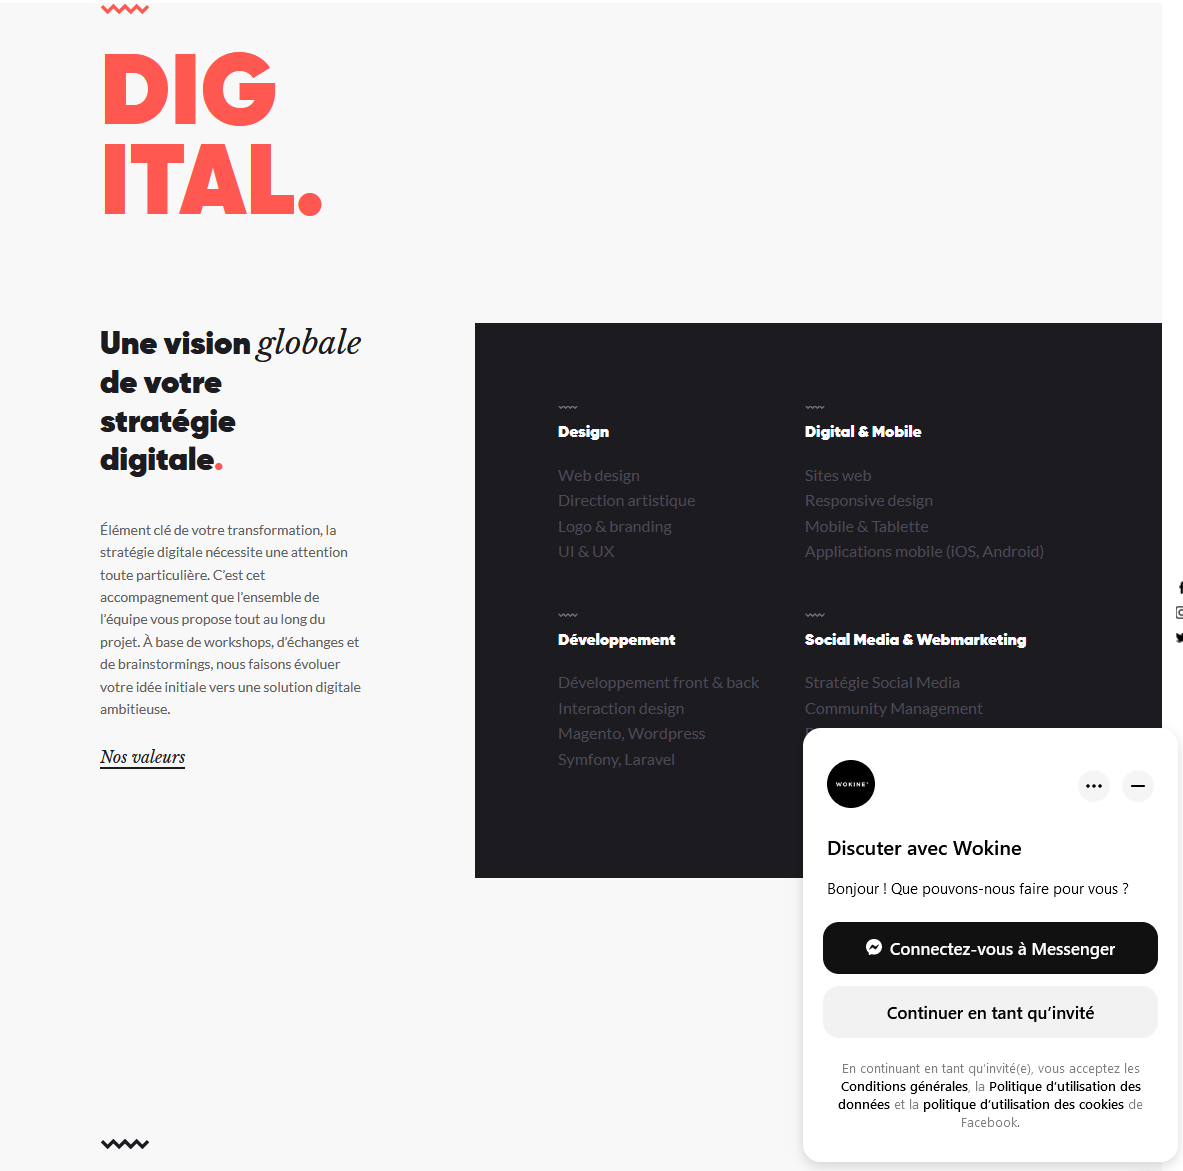 DIG
ITAL.
Une vision globale
de votre
stratégie
digitale.
Élément clé de votre transformation, la
stratégie digitale nécessite une attention
toute particulière. C'est cet
accompagnement que l'ensemble de
l'équipe vous propose tout au long du
projet. À base de workshops, d'échanges et
de brainstormings, nous faisons évoluer
votre idée initiale vers une solution digitale
ambitieuse.
Nos valeurs
Design
Web design
Direction artistique
Logo & branding
UI & UX
Digital & Mobile
Sites web
Responsive design
Mobile & Tablette
Applications mobile (iOS, Android)
Développement
Développement front & back
Interaction design
Magento, Wordpress
Symfony, Laravel
Social Media & Webmarketing
Stratégie Social Media
Community Management
WOKINE
Discuter avec Wokine
Bonjour ! Que pouvons-nous faire pour vous ?
Connectez-vous à Messenger
Continuer en tant qu'invité
En continuant en tant qu'invité(e), vous acceptez les
Conditions générales, la Politique d'utilisation des
données et la politique d'utilisation des cookies de
Facebook.